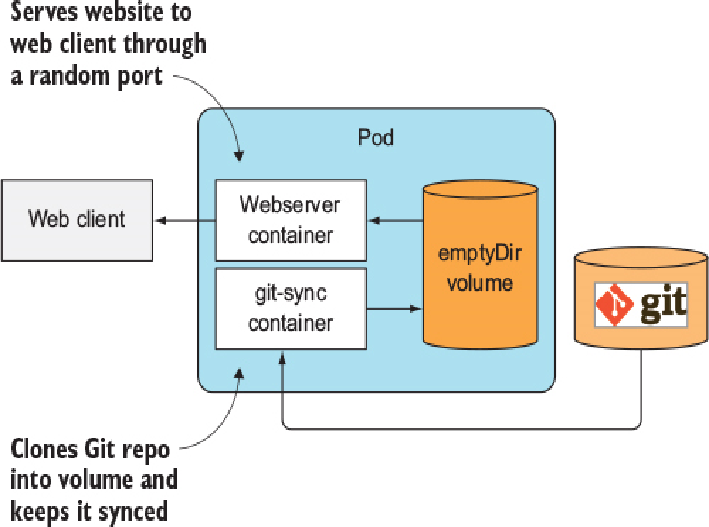 Serves website to
web client through
a random port
Pod
Web client
Webserver
container
emptyDir
volume
git-sync
container
git
Clones Git repo
into volume and
keeps it synced